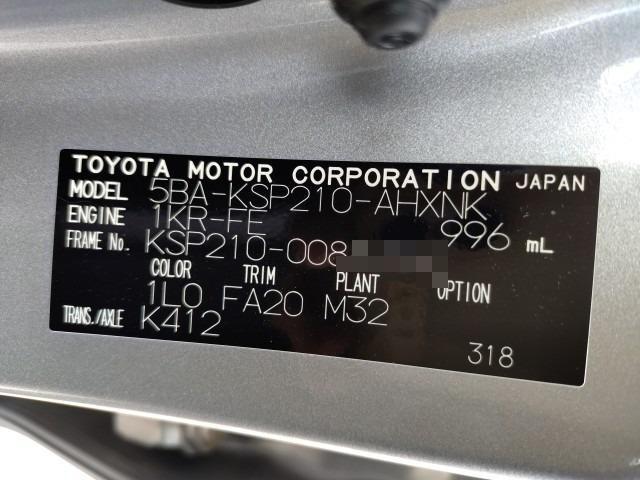 TOYOTA MOTOR CORPORATION JAPAN
MODEL 5BA-KSP210-AHXNK
ENGINE 1KR-FE 996 mL
FRAME No. KSP210-008
COLOR TRIM PLANT OPTION
1L0 FA20 M32
TRANS./AXLE K412
318